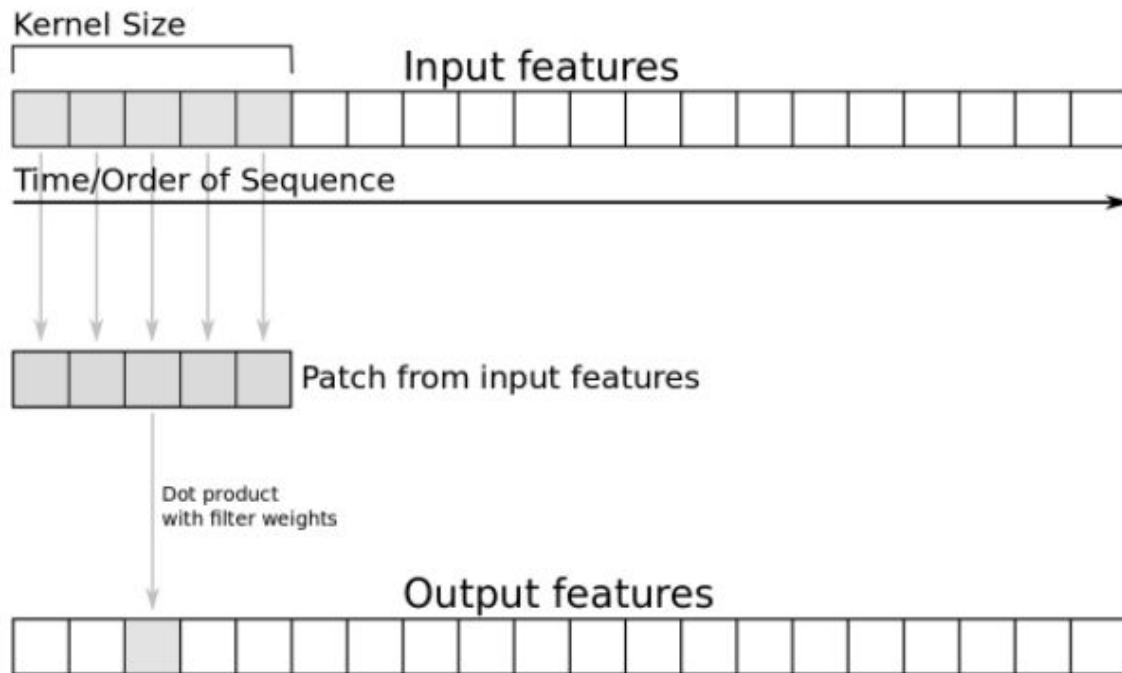 Kernel Size
Input features
Time/Order of Sequence
Patch from input features
Dot product
with filter weights
Output features